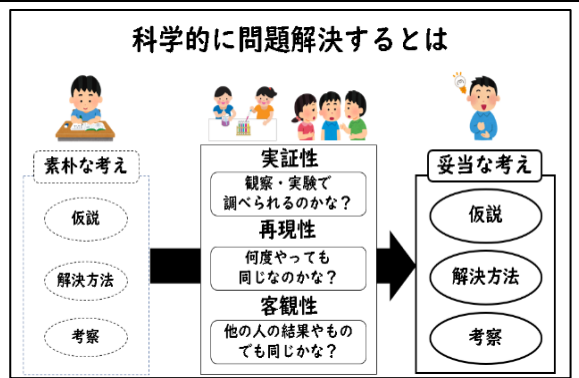 科学的に問題解決するとは
素朴な考え
仮説
解決方法
考察
実証性
観察・実験で
調べられるのかな？
再現性
何度やっても
同じなのかな？
客観性
他の人の結果やもの
でも同じかな？
妥当な考え
仮説
解決方法
考察